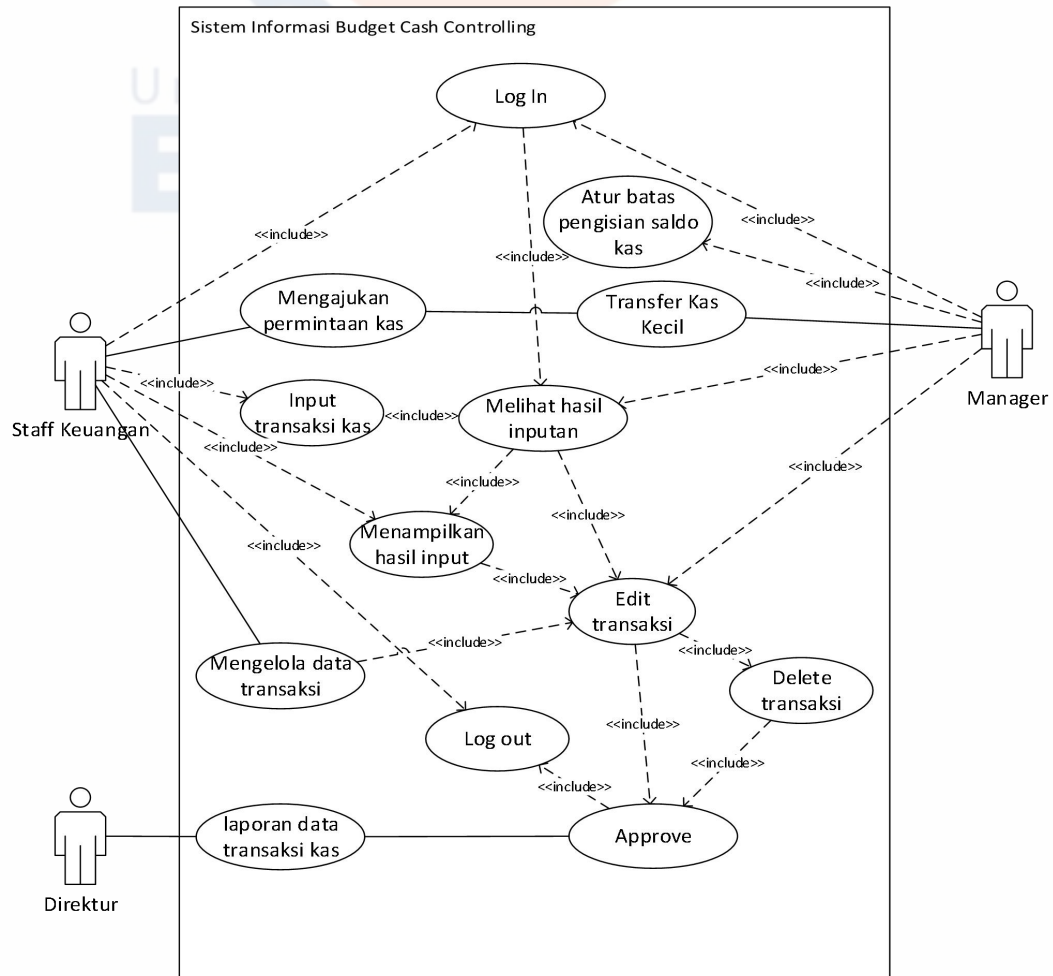 Sistem Informasi Budget Cash Controlling
Log In
Atur batas
pengisian saldo
kas
<<include>>
<<include>>
<<include>>
<<include>>
Mengajukan
permintaan kas
Transfer Kas
Kecil
<<include>>
<<include>>
Manager
Staff Keuangan
Input
transaksi kas
<<include>>
Melihat hasil
inputan
<<include>>
<<include>>
<<include>>
<<include>>
Menampilkan
hasil input
<<include>>
<<include>>
Edit
transaksi
<<include>>
<<include>>
Mengelola data
transaksi
Delete
transaksi
<<include>>
Log out
<<include>>
<<include>>
laporan data
transaksi kas
Approve
Direktur